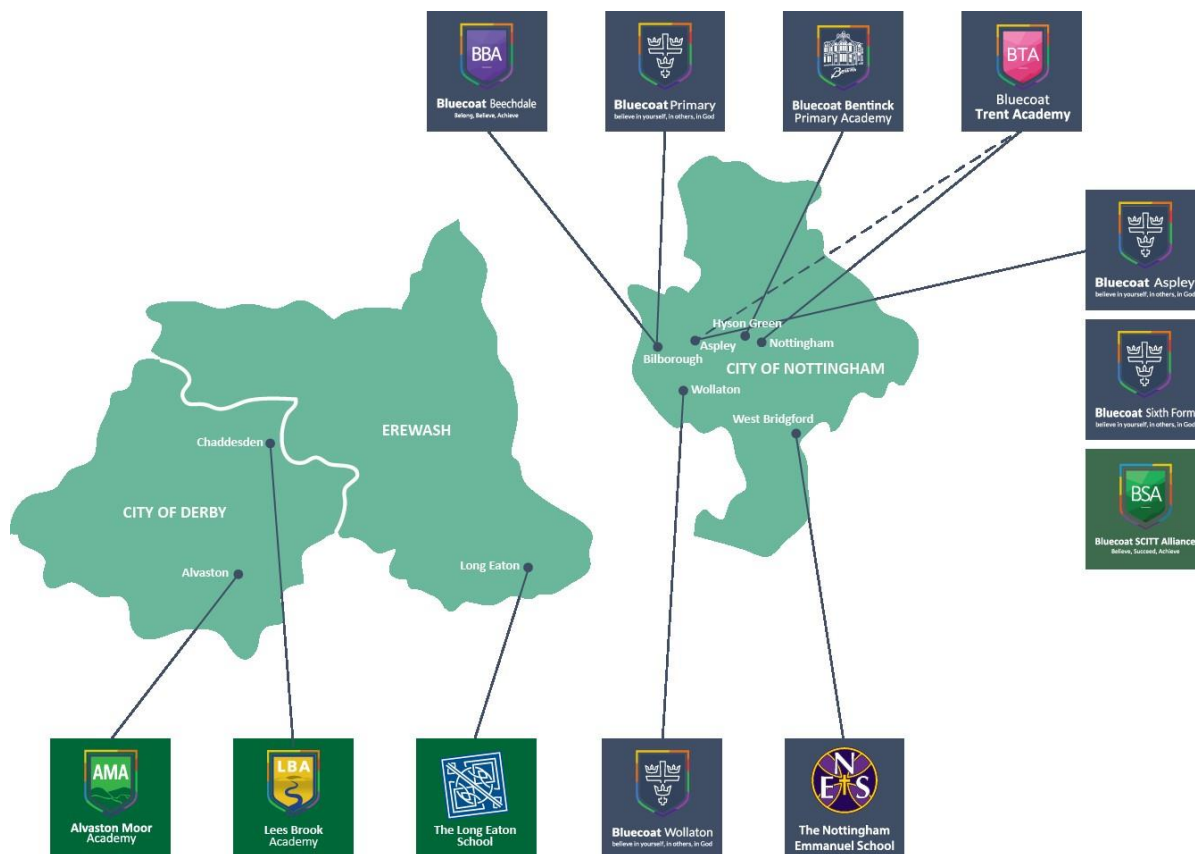 BBA
Bluecoat Beechdale
Belong, Believe, Achieve
Bluecoat Primary
believe in yourself, in others, in God
Bluecoat Bentinck
Primary Academy
BTA
Bluecoat
Trent Academy
Bluecoat Aspley
believe in yourself, in others, in God
Bluecoat Sixth Form
believe in yourself, in others, in God
BSA
Bluecoat SCITT Alliance
Believe, Succeed, Achieve
Hyson Green
Bilborough
Aspley
Nottingham
CITY OF NOTTINGHAM
Wollaton
West Bridgford
EREWASH
Chaddesden
CITY OF DERBY
Alvaston
Long Eaton
AMA
Alvaston Moor
Academy
LBA
Lees Brook
Academy
The Long Eaton
School
Bluecoat Wollaton
believe in yourself, in others, in God
N
E S
The Nottingham
Emmanuel School